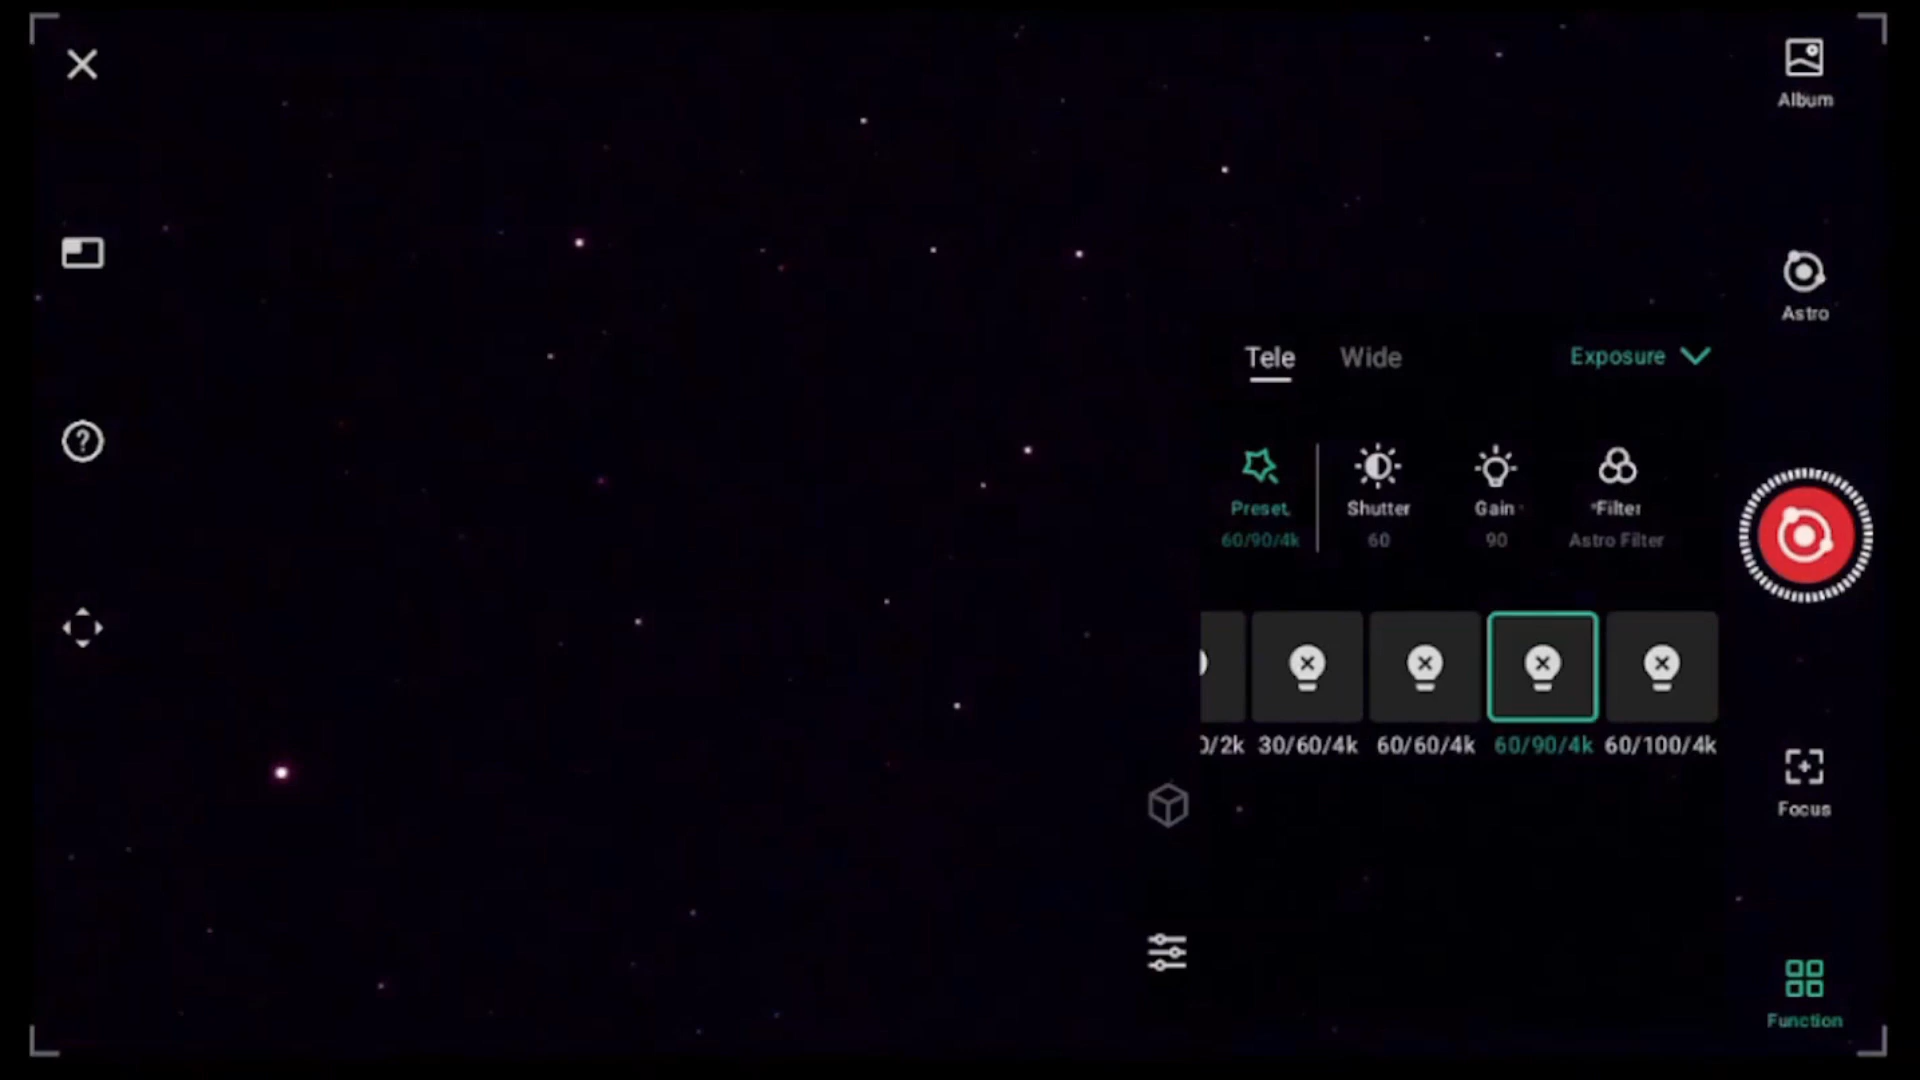 Album
Astro
Tele Wide Exposure
Preset Shutter Gain *Filter
60/90/4k 60 90 Astro Filter
0/2k 30/60/4k 60/60/4k 60/90/4k 60/100/4k
Focus
Function